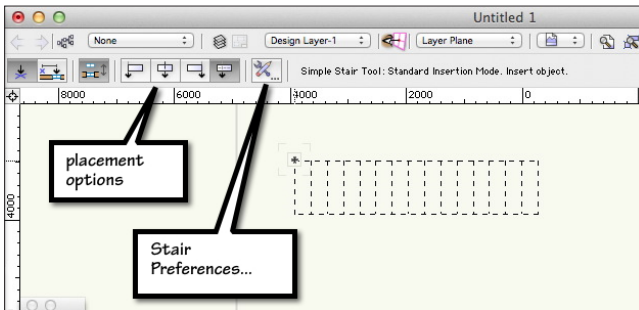 Untitled 1
None
Design Layer-1
Layer Plane
Simple Stair Tool: Standard Insertion Mode. Insert object.
8000
6000
4000
2000
0
4000
placement
options
Stair
Preferences...